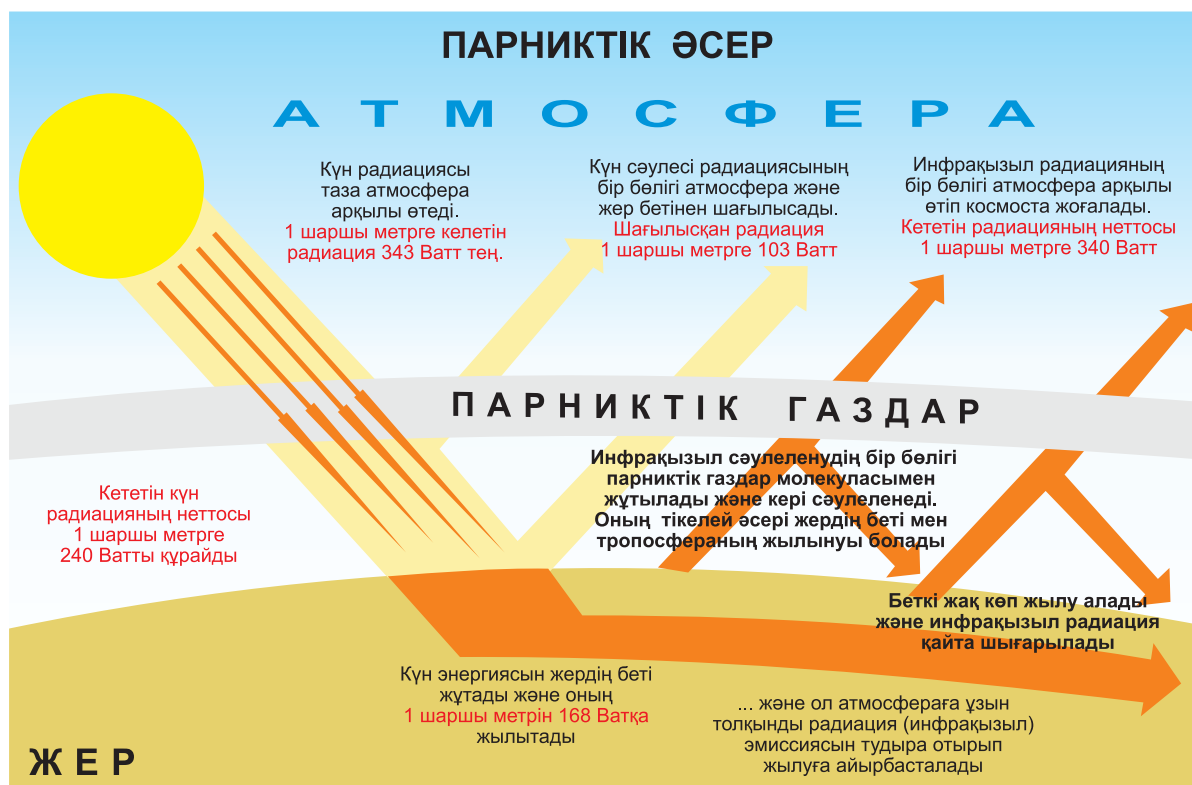 ПАРНИКТІК ӘСЕР
АТМОСФЕРА
Күн радиациясы
таза атмосфера
арқылы өтеді.
1 шаршы метрге келетін
радиация 343 Ватт тең.
Күн сәулесі радиациясының
бір бөлігі атмосфера және
жер бетінен шағылысады.
Шағылысқан радиация
1 шаршы метрге 103 Ватт
Инфрақызыл радиацияның
бір бөлігі атмосфера арқылы
өтіп космоста жоғалады.
Кететін радиацияның неттосы
1 шаршы метрге 340 Ватт
ПАРНИКТІК ГАЗДАР
Инфрақызыл сәулеленудің бір бөлігі
парниктік газдар молекуласымен
жұтылады және кері сәулеленеді.
Оның тікелей әсері жердің беті мен
тропосфераның жылынуы болады
Кететін күн
радиацияның неттосы
1 шаршы метрге
240 Ватты құрайды
Беткі жақ көп жылу алады
және инфрақызыл радиация
қайта шығарылады
Күн энергиясын жердің беті
жұтады және оның
1 шаршы метрін 168 Ватқа
жылытады
... және ол атмосфераға ұзын
толқынды радиация (инфрақызыл)
эмиссиясын тудыра отырып
жылуға айырбасталады
ЖЕР